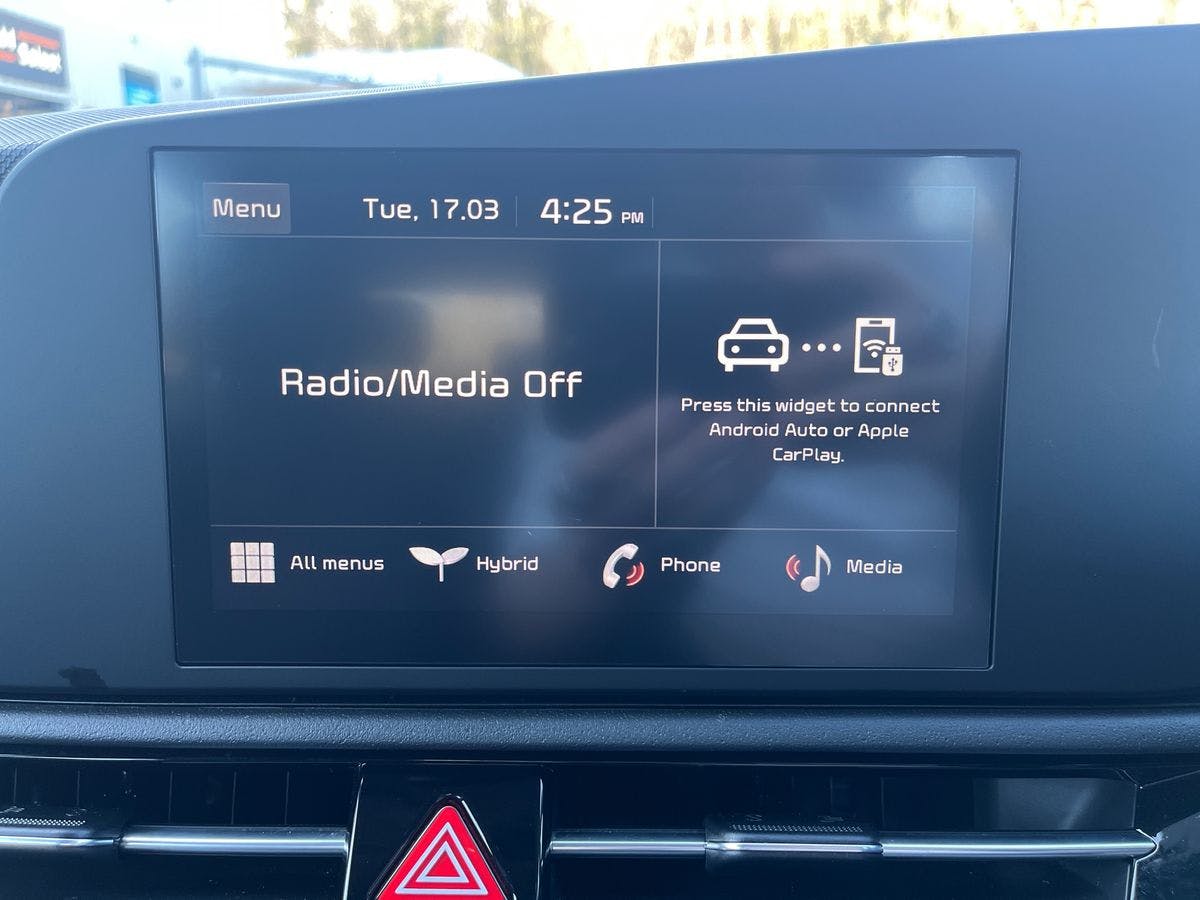 Select
Menu
Tue, 17.03
4:25 PM
Radio/Media Off
Press this widget to connect
Android Auto or Apple
CarPlay.
All menus
Hybrid
Phone
Media